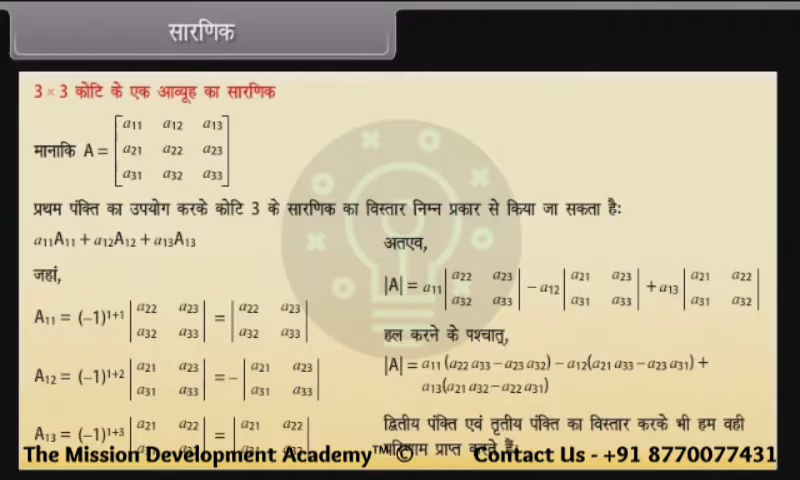 सारणिक
3 × 3 कोटि के एक आव्यूह का सारणिक
मानाकि A = [a11 a12 a13
a21 a22 a23
a31 a32 a33]
प्रथम पंक्ति का उपयोग करके कोटि 3 के सारणिक का विस्तार निम्न प्रकार से किया जा सकता है:
a11A11 + a12A12 + a13A13
जहां,
A11 = (–1)1+1 |a22 a23
a32 a33| = |a22 a23
a32 a33|
A12 = (–1)1+2 |a21 a23
a31 a33| = – |a21 a23
a31 a33|
A13 = (–1)1+3 |a21 a22
| = |a21 a22
|
अतएव,
|A| = a11 |a22 a23
a32 a33| – a12 |a21 a23
a31 a33| + a13 |a21 a22
a31 a32|
हल करने के पश्चात्,
|A| = a11 (a22 a33 – a23 a32) – a12(a21 a33 – a23 a31) +
a13(a21 a32 – a22 a31)
द्वितीय पंक्ति एवं तृतीय पंक्ति का विस्तार करके भी हम वही
परिणाम प्राप्त करते हैं।
The Mission Development Academy™ © Contact Us - +91 8770077431